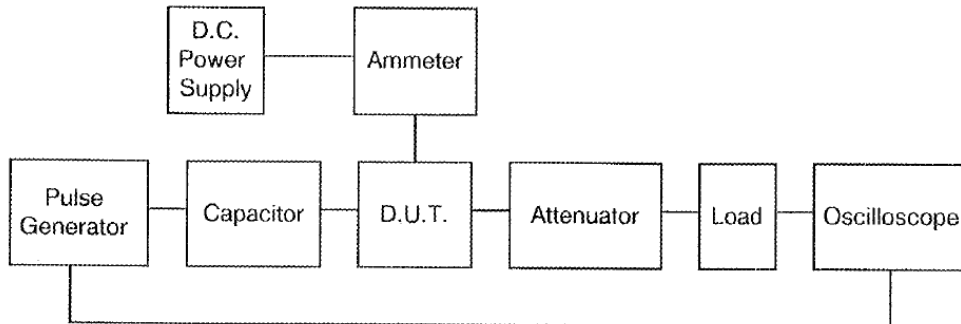 D.C.
Power
Supply
Ammeter
Pulse
Generator
Capacitor
D.U.T.
Attenuator
Load
Oscilloscope